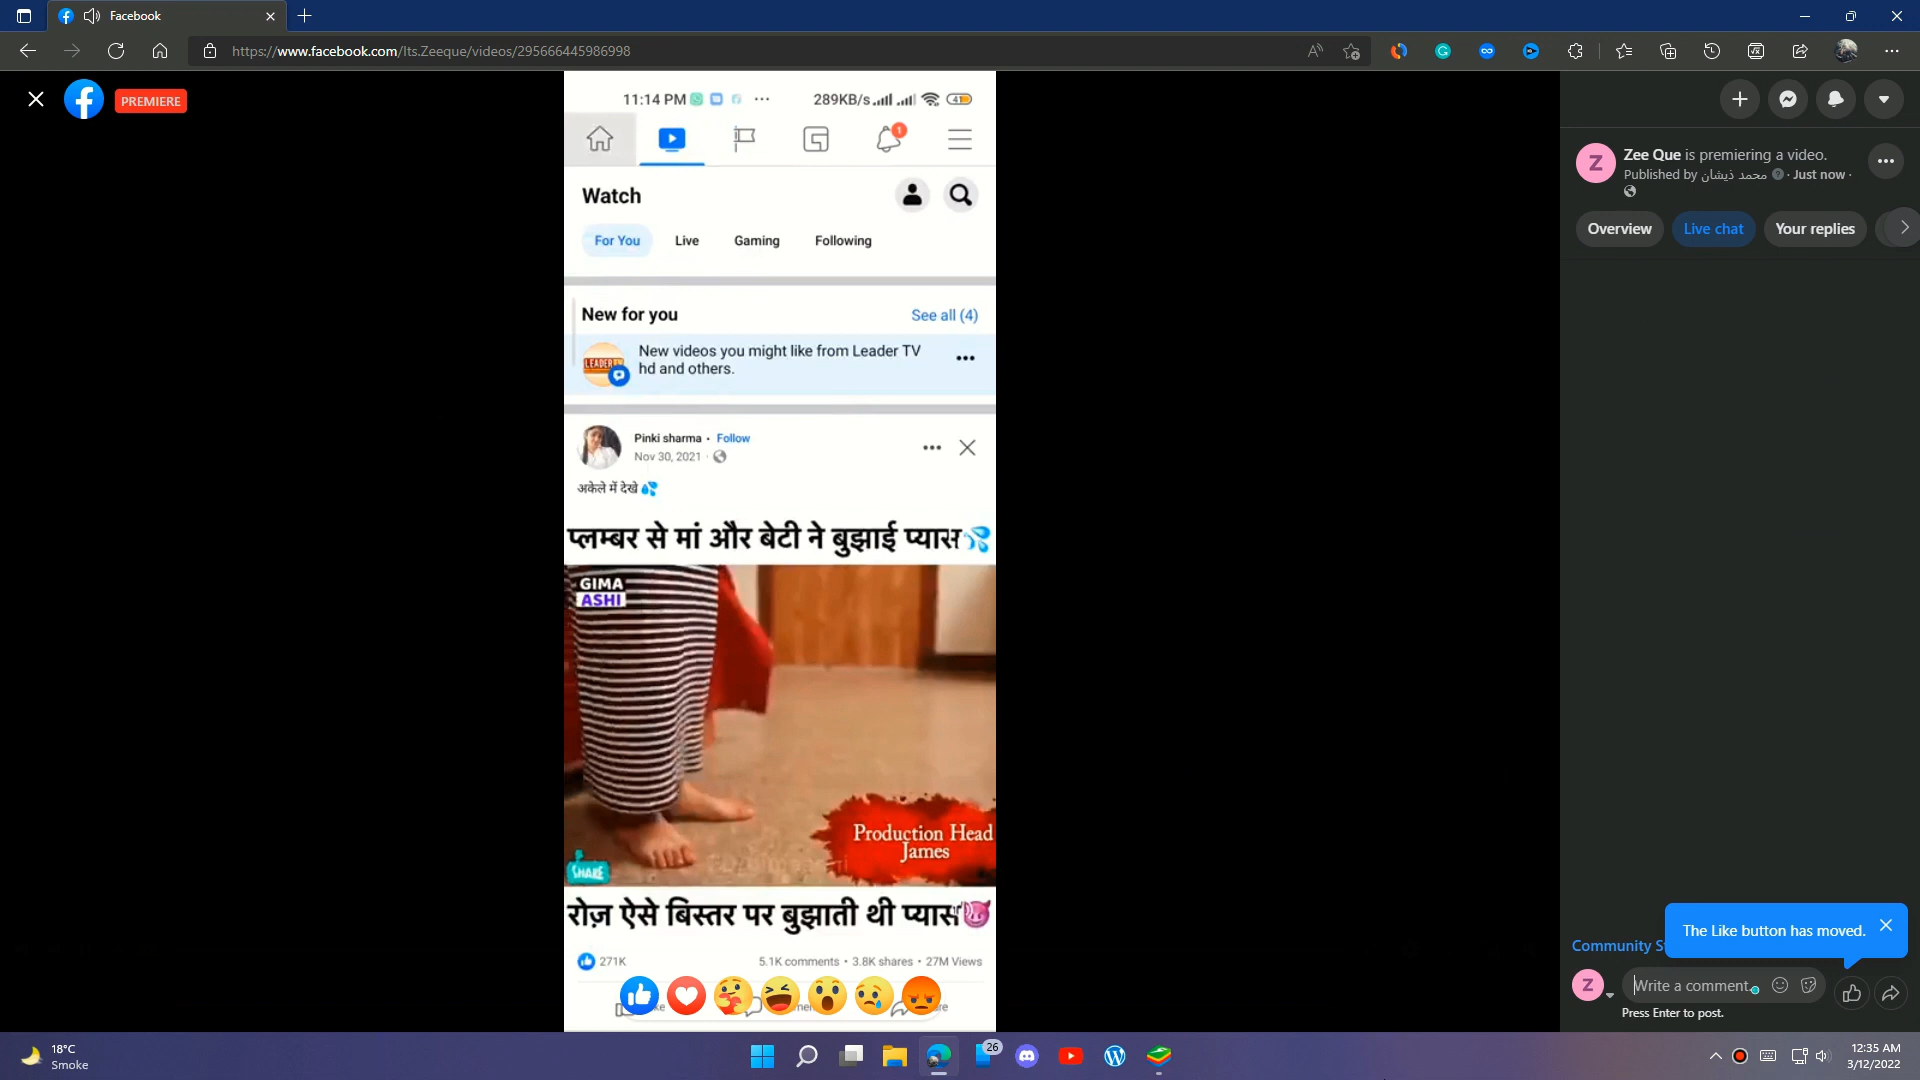 Facebook
https://www.facebook.com/Its.Zeeque/videos/295666445986998
PREMIERE
11:14 PM
289KB/s
41
1
Watch
For You
Live
Gaming
Following
New for you
See all (4)
LEADER TV
New videos you might like from Leader TV
hd and others.
Pinki sharma · Follow
Nov 30, 2021 ·
अकेले में देखे 💦
प्लम्बर से मां और बेटी ने बुझाई प्यास💦
GIMA
ASHI
Production Head
James
SHARE
रोज़ ऐसे बिस्तर पर बुझाती थी प्यास😈
271K
5.1K comments • 3.8K shares • 27M Views
Z
Zee Que is premiering a video.
Published by محمد ذيشان · Just now ·
Overview
Live chat
Your replies
The Like button has moved.
Community
Z
Write a comment
Press Enter to post.
18°C
Smoke
26
12:35 AM
3/12/2022